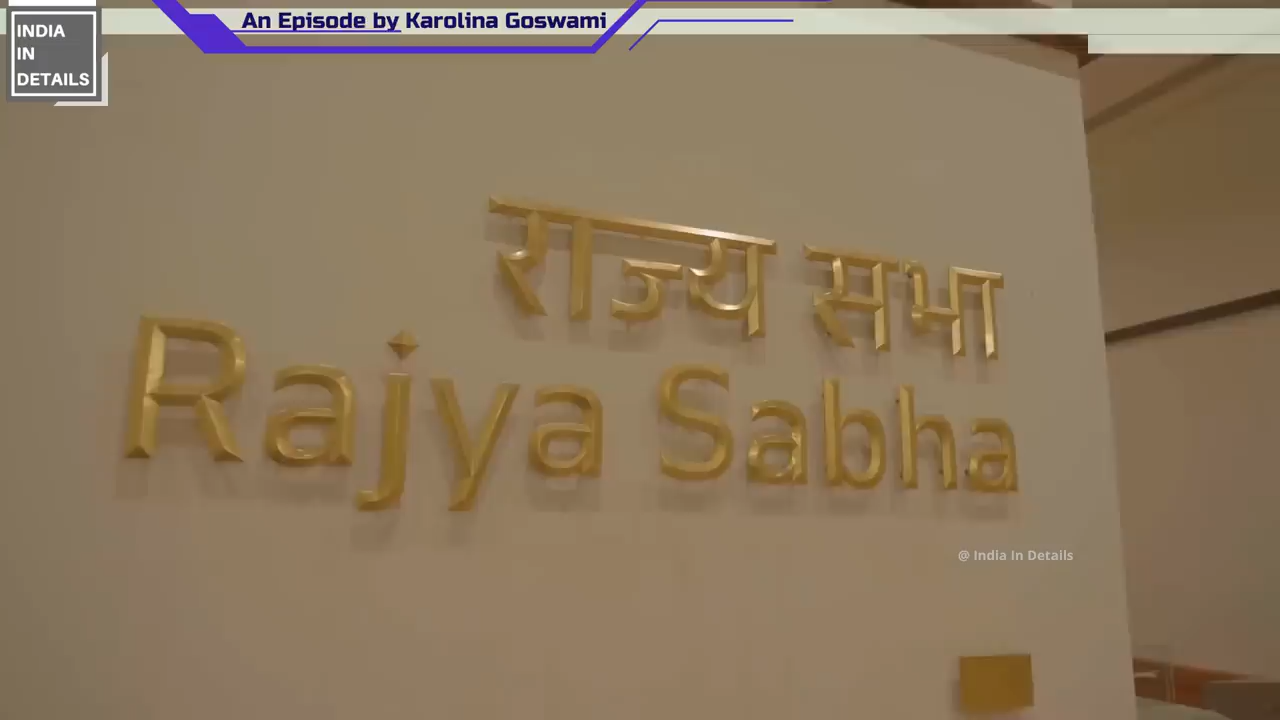 An Episode by Karolina Goswami
INDIA
IN
DETAILS
राज्य सभा
Rajya Sabha
@ India In Details